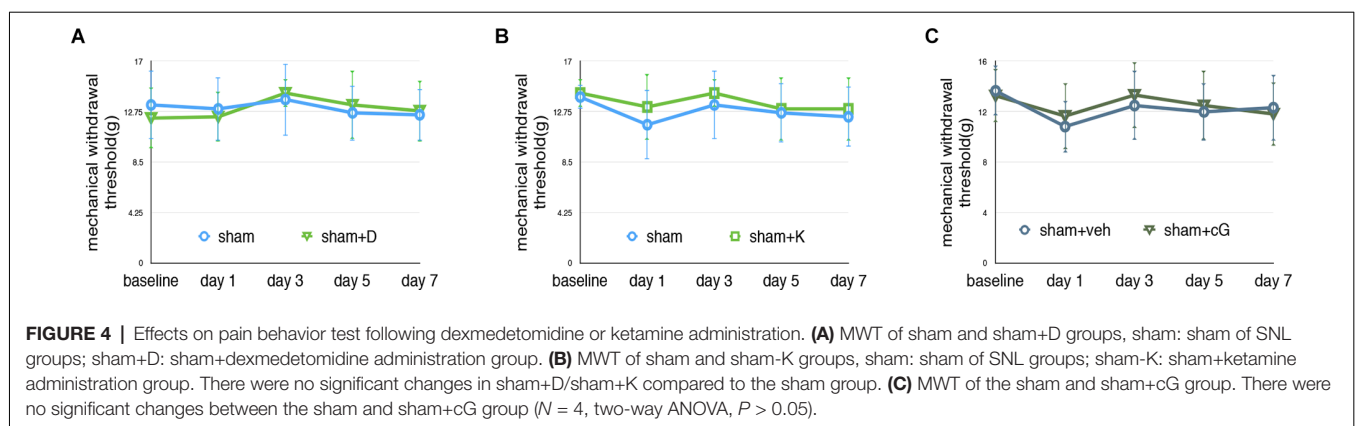 A
B
C
mechanical withdrawal
threshold(g)
17
12.75
8.5
4.25
0
sham
sham+D
baseline
day 1
day 3
day 5
day 7
mechanical withdrawal
threshold(g)
17
12.75
8.5
4.25
0
sham
sham+K
baseline
day 1
day 3
day 5
day 7
mechanical withdrawal
threshold(g)
16
12
8
4
0
sham+veh
sham+cG
baseline
day 1
day 3
day 5
day 7
FIGURE 4 | Effects on pain behavior test following dexmedetomidine or ketamine administration. (A) MWT of sham and sham+D groups, sham: sham of SNL
groups; sham+D: sham+dexmedetomidine administration group. (B) MWT of sham and sham-K groups, sham: sham of SNL groups; sham-K: sham+ketamine
administration group. There were no significant changes in sham+D/sham+K compared to the sham group. (C) MWT of the sham and sham+cG group. There were
no significant changes between the sham and sham+cG group (N = 4, two-way ANOVA, P > 0.05).